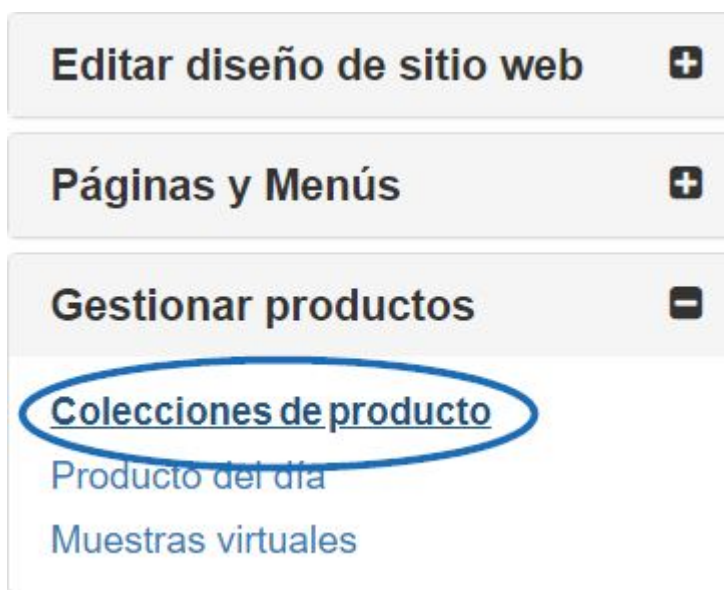 Editar diseño de sitio web
Páginas y Menús
Gestionar productos
Colecciones de producto
Producto del día
Muestras virtuales